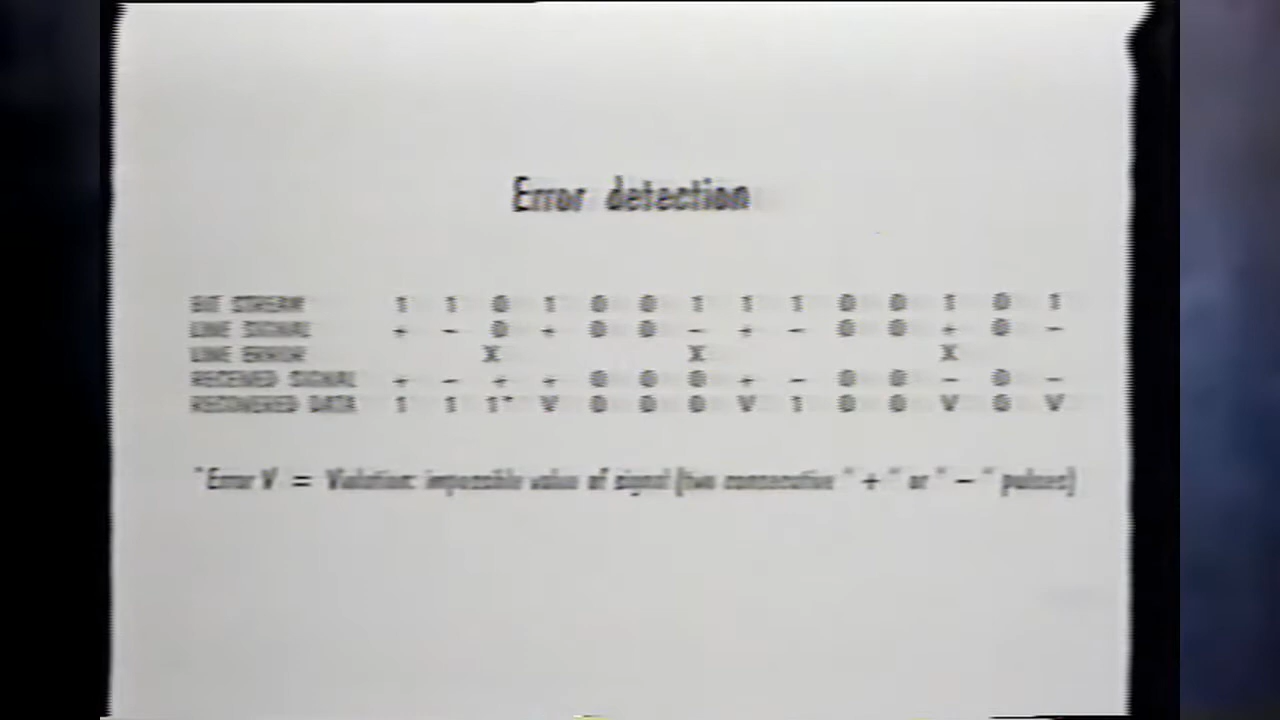 Error detection
BIT STREAM 1 1 0 1 0 0 1 1 1 0 0 1 0 1
LINE SIGNAL + - 0 + 0 0 - + - 0 0 + 0 -
LINE ERROR X X X
RECEIVED SIGNAL + - + + 0 0 0 + - 0 0 - 0 -
RECOVERED DATA 1 1 1* V 0 0 0 V 1 0 0 V 0 V
*Error V = Violation: impossible value of signal (two consecutive "+" or "-" pulses)